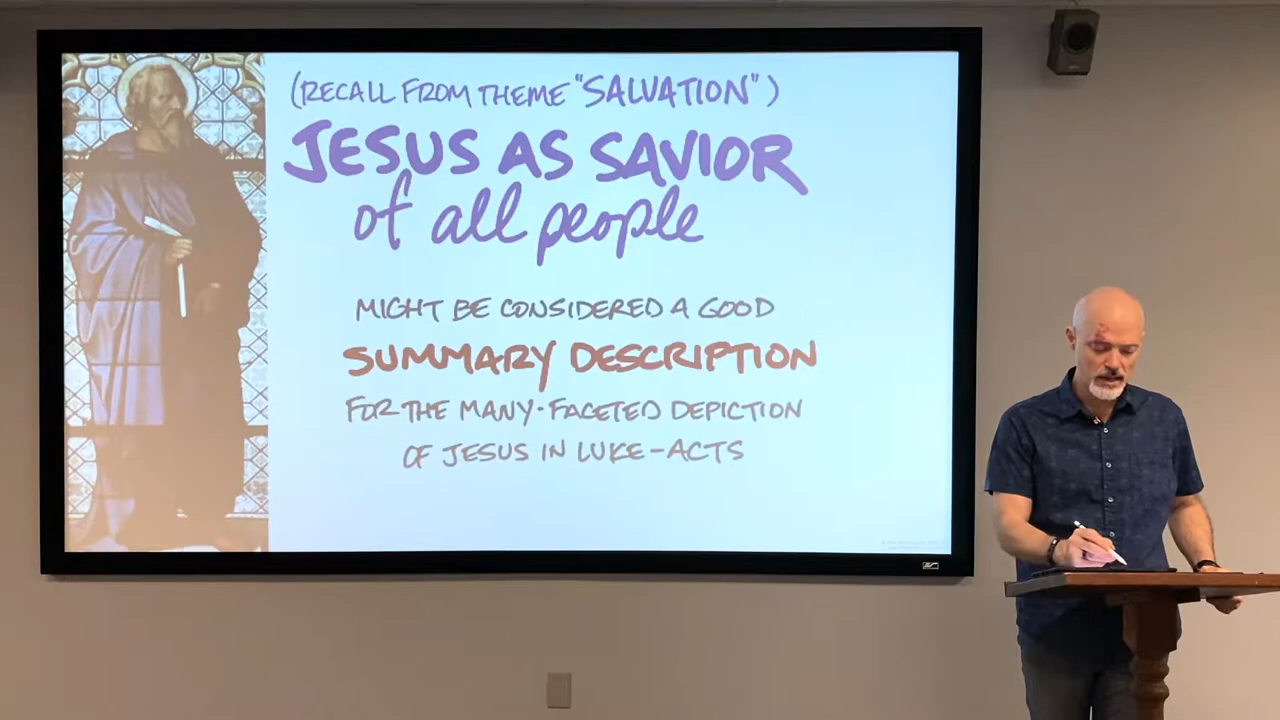 (RECALL FROM THEME "SALVATION")
JESUS AS SAVIOR
of all people
MIGHT BE CONSIDERED A GOOD
SUMMARY DESCRIPTION
FOR THE MANY-FACETED DEPICTION
OF JESUS IN LUKE-ACTS